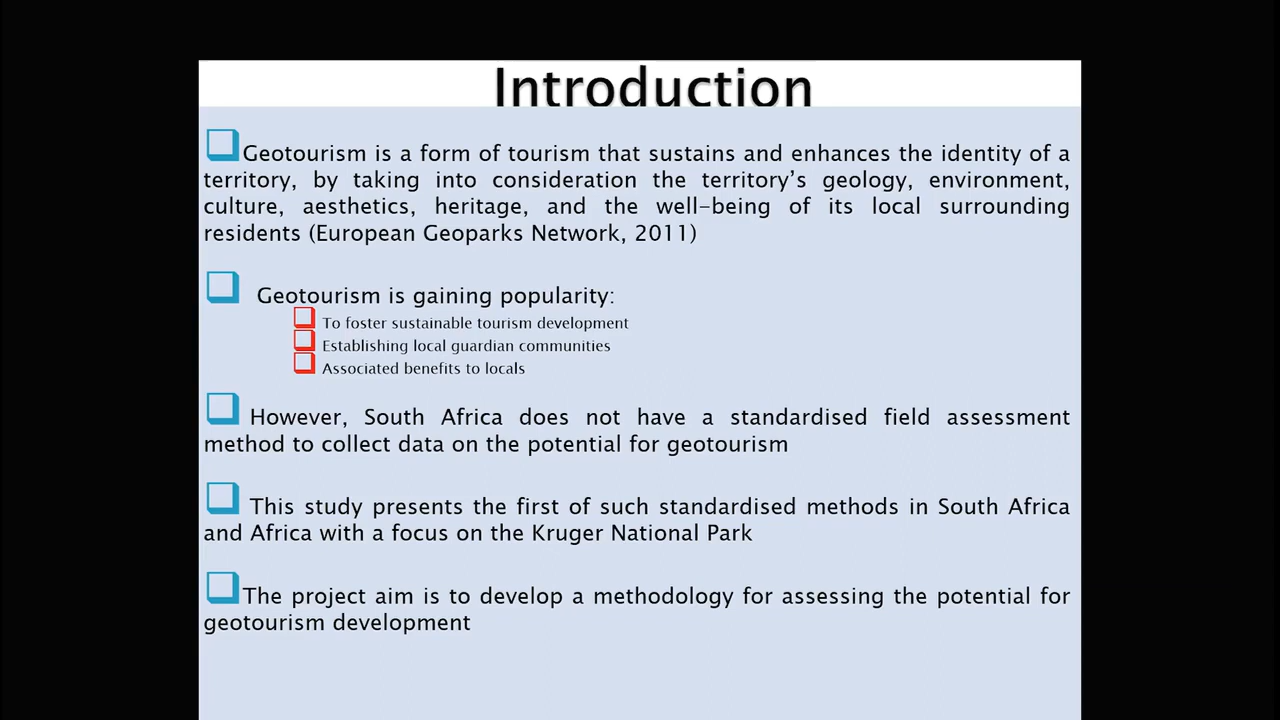 Introduction
Geotourism is a form of tourism that sustains and enhances the identity of a
territory, by taking into consideration the territory’s geology, environment,
culture, aesthetics, heritage, and the well-being of its local surrounding
residents (European Geoparks Network, 2011)
Geotourism is gaining popularity:
To foster sustainable tourism development
Establishing local guardian communities
Associated benefits to locals
However, South Africa does not have a standardised field assessment
method to collect data on the potential for geotourism
This study presents the first of such standardised methods in South Africa
and Africa with a focus on the Kruger National Park
The project aim is to develop a methodology for assessing the potential for
geotourism development